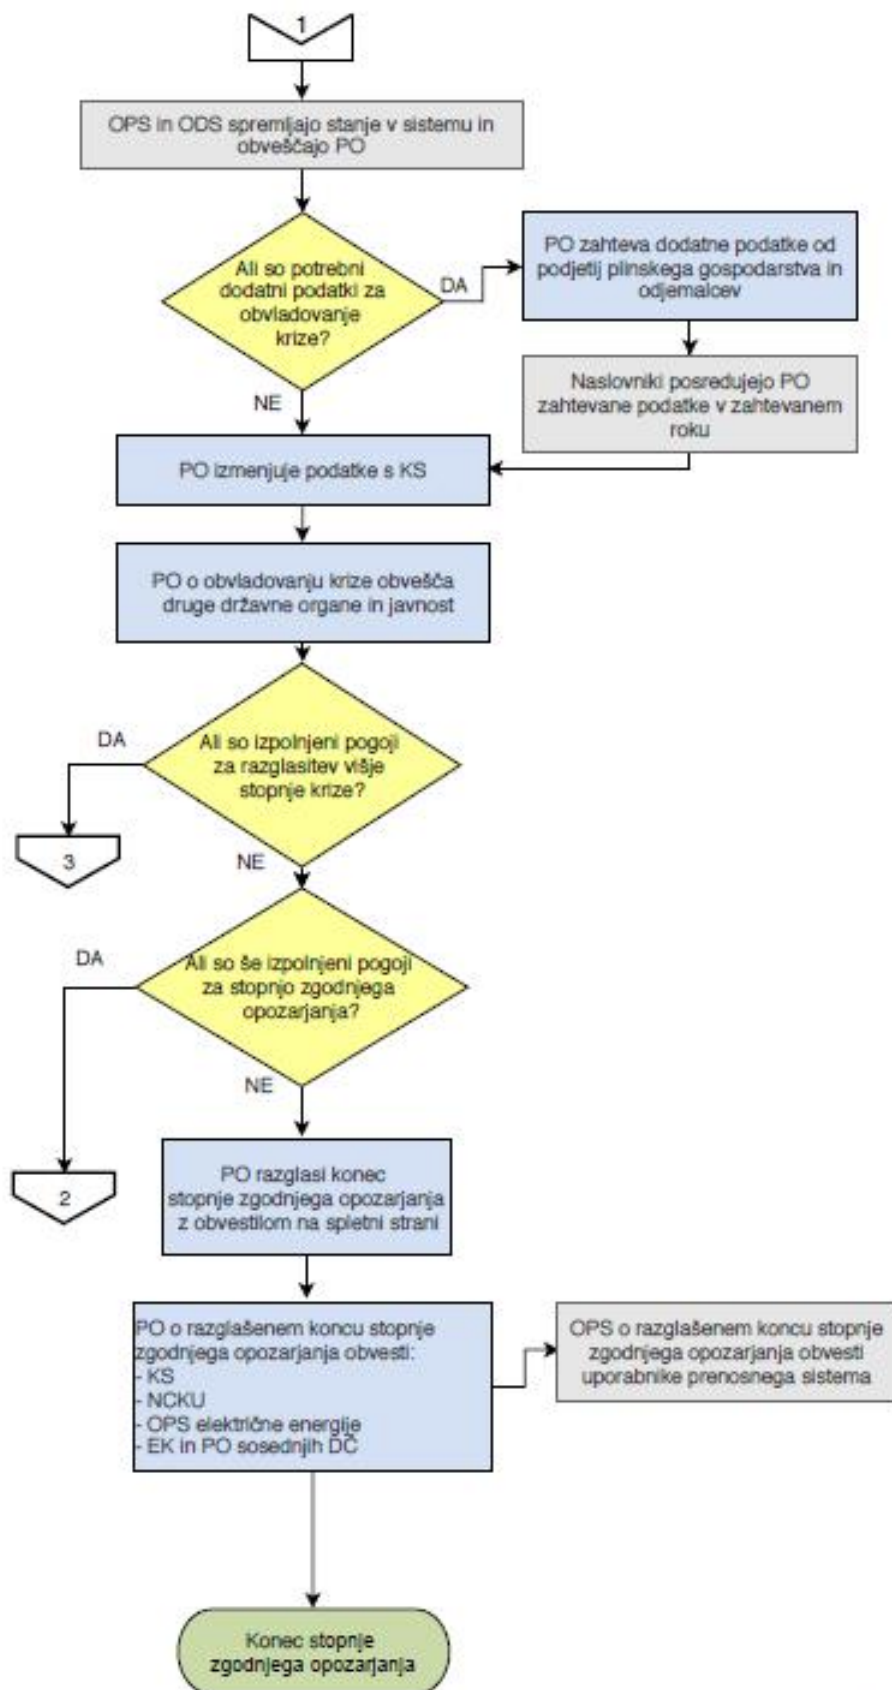 1
OPS in ODS spremljajo stanje v sistemu in
obveščajo PO
Ali so potrebni
dodatni podatki za
obvladovanje
krize?
DA
PO zahteva dodatne podatke od
podjetij plinskega gospodarstva in
odjemalcev
Naslovniki posredujejo PO
zahtevane podatke v zahtevanem
roku
NE
PO izmenjuje podatke s KS
PO o obvladovanju krize obvešča
druge državne organe in javnost
Ali so izpolnjeni pogoji
za razglasitev višje
stopnje krize?
DA
3
NE
Ali so še izpolnjeni pogoji
za stopnjo zgodnjega
opozarjanja?
DA
2
NE
PO razglasi konec
stopnje zgodnjega opozarjanja
z obvestilom na spletni strani
PO o razglašenem koncu stopnje
zgodnjega opozarjanja obvesti:
- KS
- NCKU
- OPS električne energije
- EK in PO sosednjih DČ
OPS o razglašenem koncu stopnje
zgodnjega opozarjanja obvesti
uporabnike prenosnega sistema
Konec stopnje
zgodnjega opozarjanja